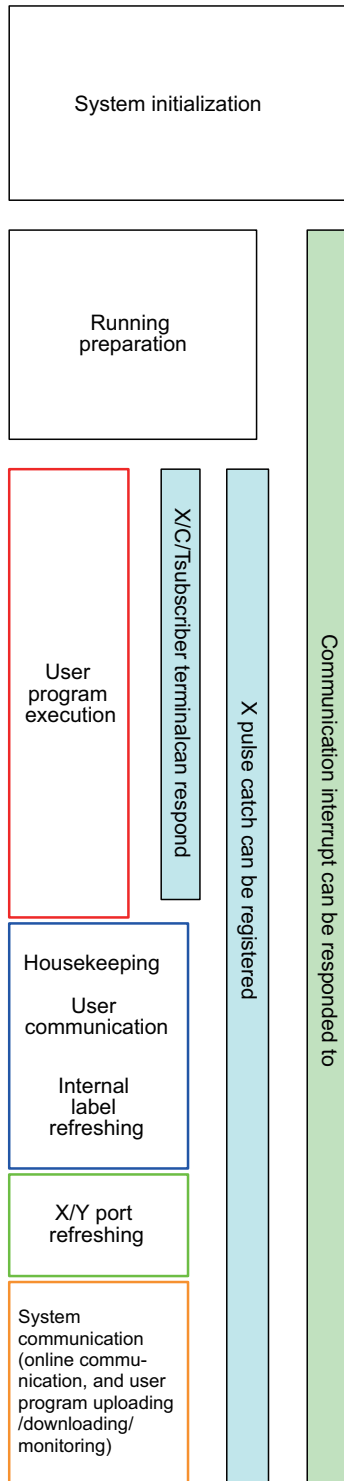 System initialization
Running
preparation
User
program
execution
X/C/Tsubscriber terminalcan respond
X pulse catch can be registered
Communication interrupt can be responded to
Housekeeping
User
communication
Internal
label
refreshing
X/Y port
refreshing
System
communication
(online commu-
nication, and user
program uploading
/downloading/
monitoring)